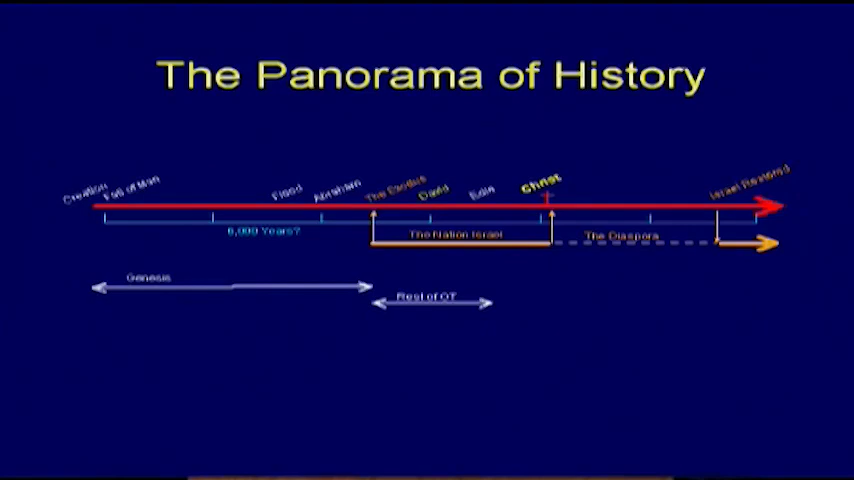 The Panorama of History
Creation
Fall of Man
Flood
Abraham
The Exodus
David
Exile
Christ
Israel Restored
6,000 Years?
The Nation Israel
The Diaspora
Genesis
Rest of OT